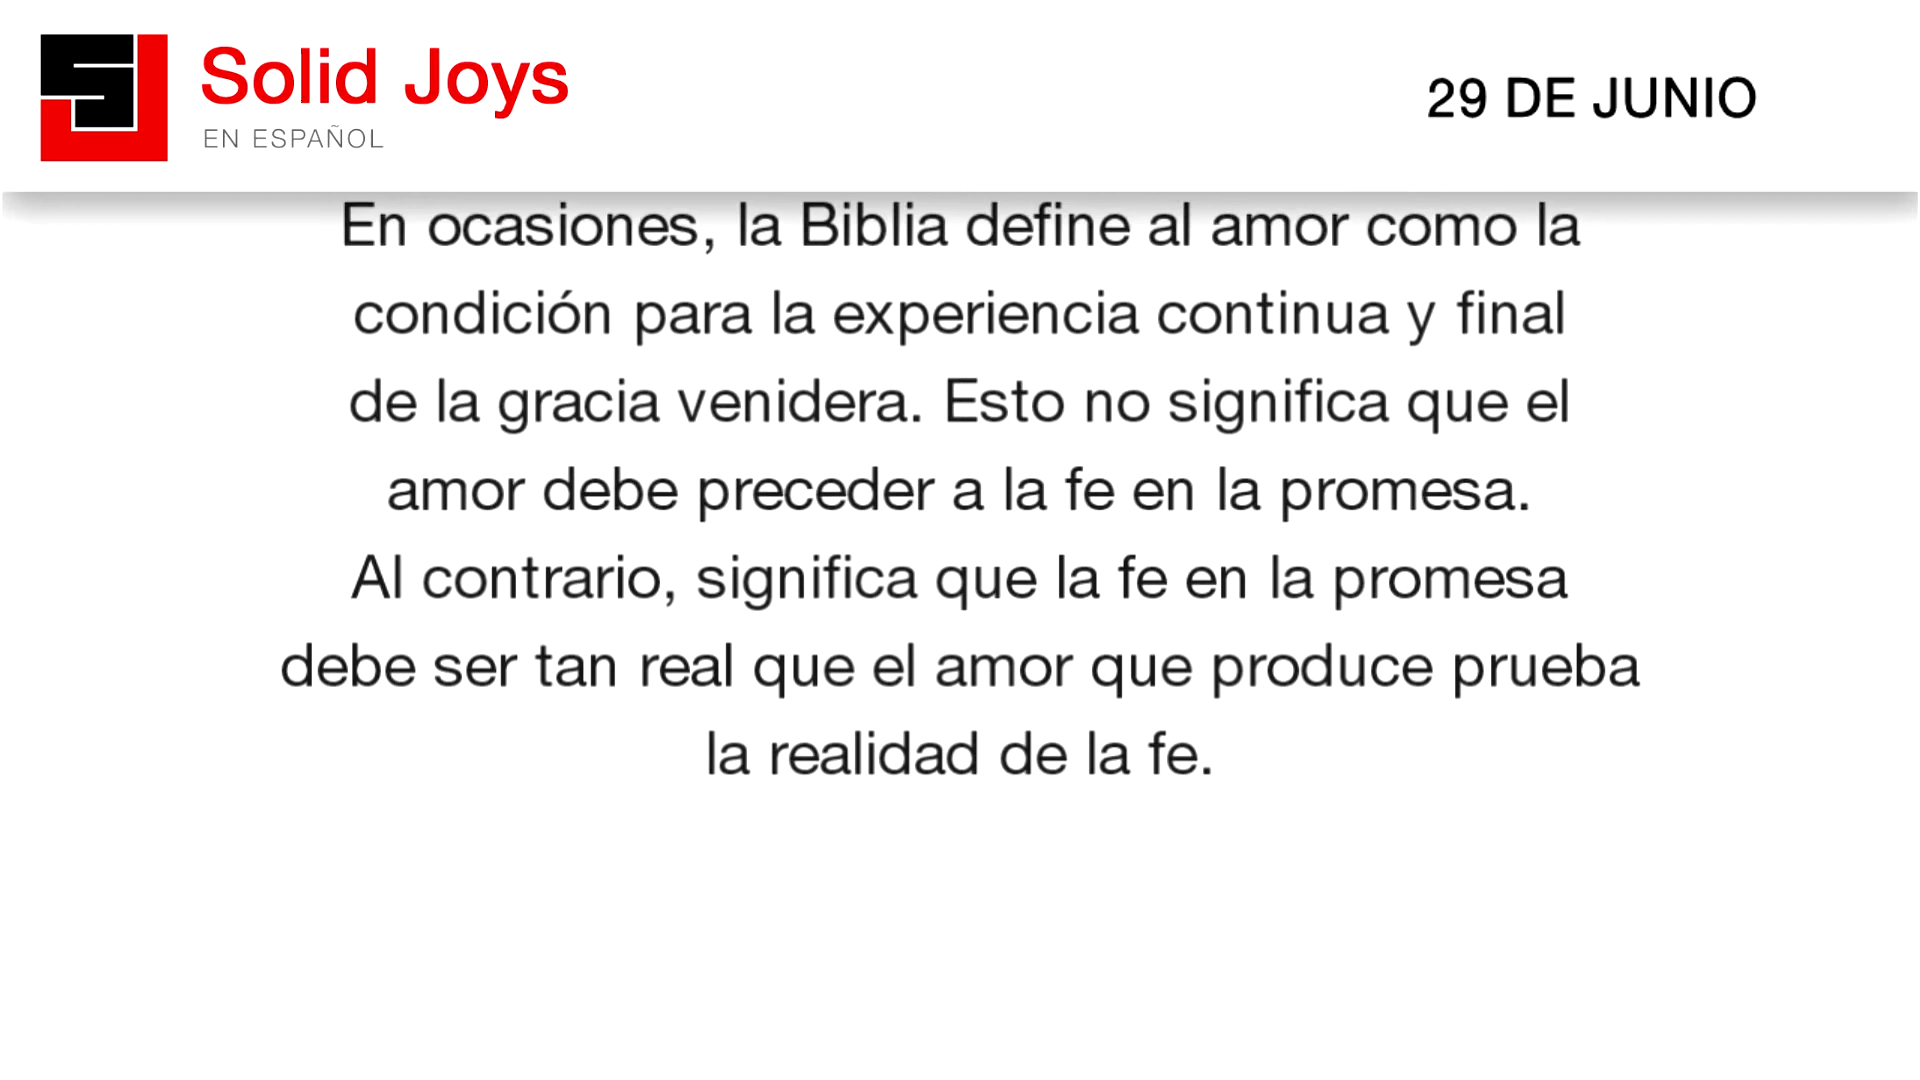 Solid Joys
EN ESPAÑOL
29 DE JUNIO
En ocasiones, la Biblia define al amor como la
condición para la experiencia continua y final
de la gracia venidera. Esto no significa que el
amor debe preceder a la fe en la promesa.
Al contrario, significa que la fe en la promesa
debe ser tan real que el amor que produce prueba
la realidad de la fe.